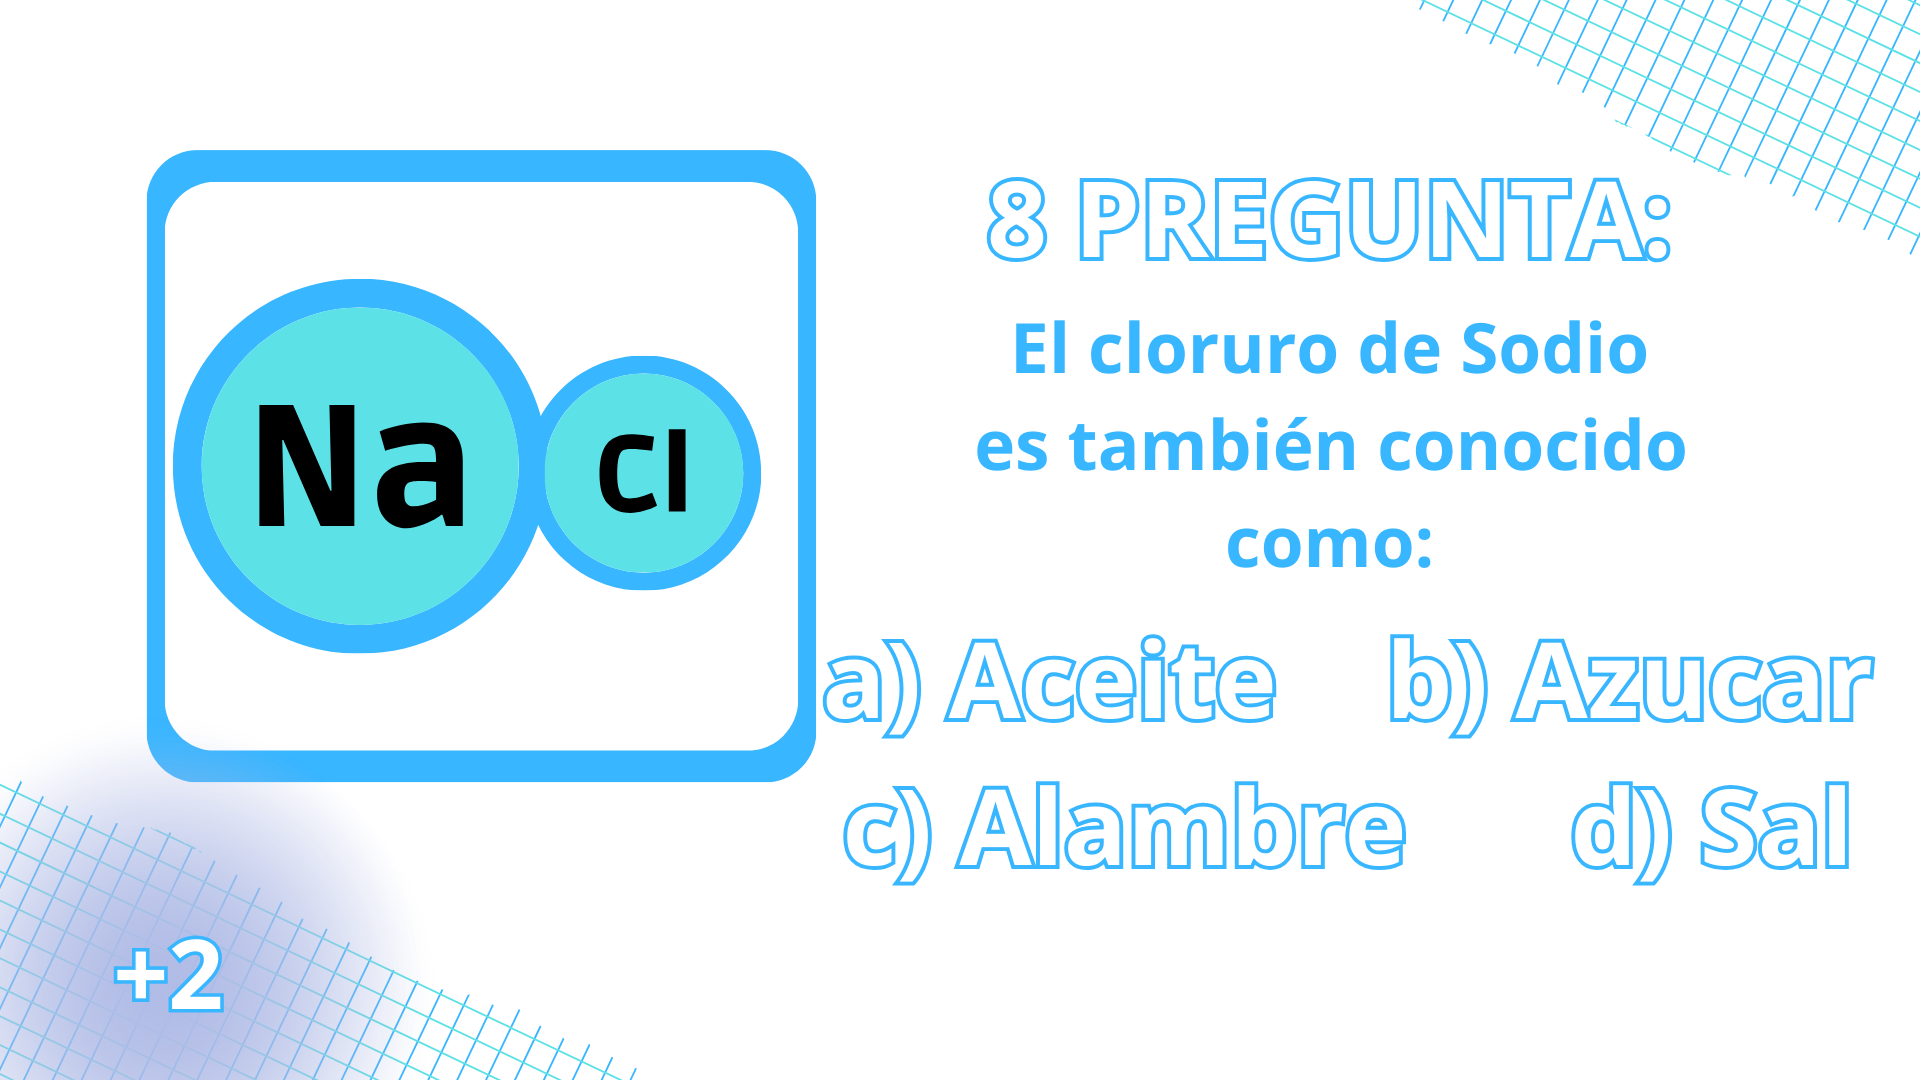 Na Cl
8 PREGUNTA:
El cloruro de Sodio
es también conocido
como:
a) Aceite b) Azucar
c) Alambre d) Sal
+2